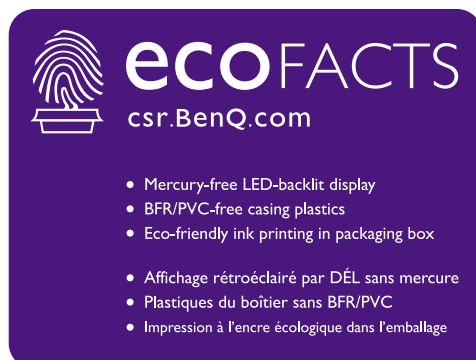 ecoFACTS
csr.BenQ.com
• Mercury-free LED-backlit display
• BFR/PVC-free casing plastics
• Eco-friendly ink printing in packaging box
• Affichage rétroéclairé par DÉL sans mercure
• Plastiques du boîtier sans BFR/PVC
• Impression à l'encre écologique dans l'emballage